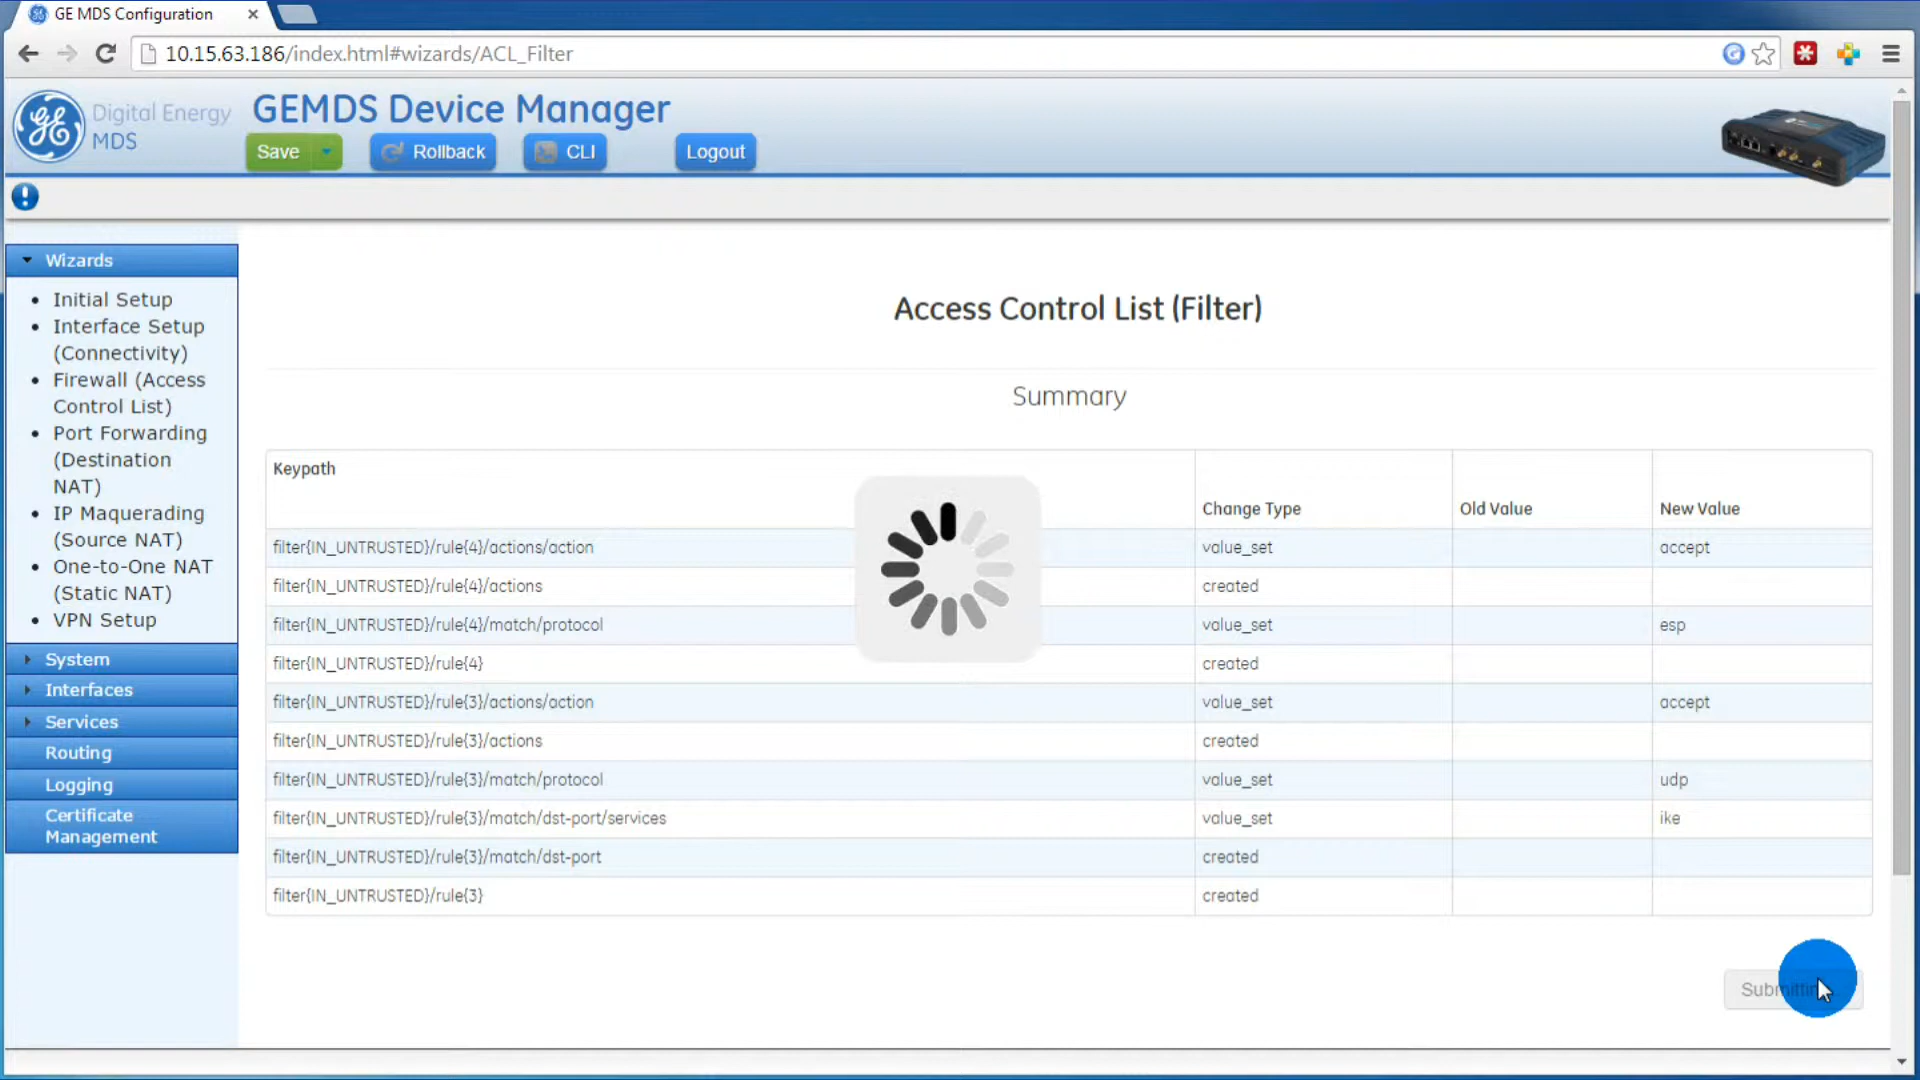 GE MDS Configuration
10.15.63.186/index.html#wizards/ACL_Filter
Digital Energy
MDS
GEMDS Device Manager
Save
Rollback
CLI
Logout
Wizards
Initial Setup
Interface Setup
(Connectivity)
Firewall (Access
Control List)
Port Forwarding
(Destination
NAT)
IP Maquerading
(Source NAT)
One-to-One NAT
(Static NAT)
VPN Setup
System
Interfaces
Services
Routing
Logging
Certificate
Management
Access Control List (Filter)
Summary
Keypath Change Type Old Value New Value
filter{IN_UNTRUSTED}/rule{4}/actions/action value_set accept
filter{IN_UNTRUSTED}/rule{4}/actions created
filter{IN_UNTRUSTED}/rule{4}/match/protocol value_set esp
filter{IN_UNTRUSTED}/rule{4} created
filter{IN_UNTRUSTED}/rule{3}/actions/action value_set accept
filter{IN_UNTRUSTED}/rule{3}/actions created
filter{IN_UNTRUSTED}/rule{3}/match/protocol value_set udp
filter{IN_UNTRUSTED}/rule{3}/match/dst-port/services value_set ike
filter{IN_UNTRUSTED}/rule{3}/match/dst-port created
filter{IN_UNTRUSTED}/rule{3} created